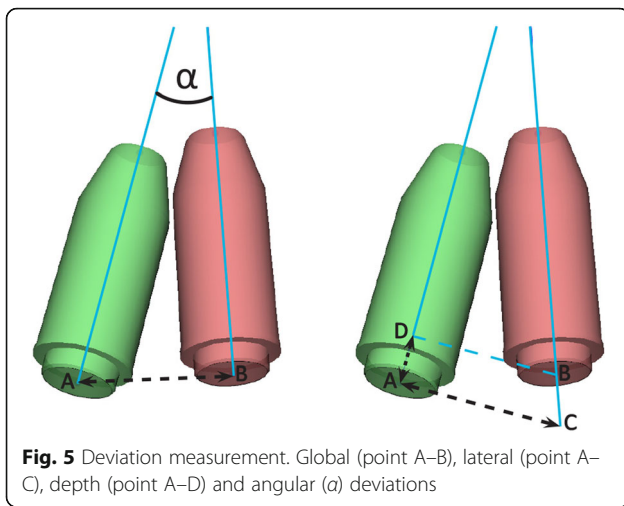 α
A
B
D
A
B
C
Fig. 5 Deviation measurement. Global (point A–B), lateral (point A–
C), depth (point A–D) and angular (α) deviations